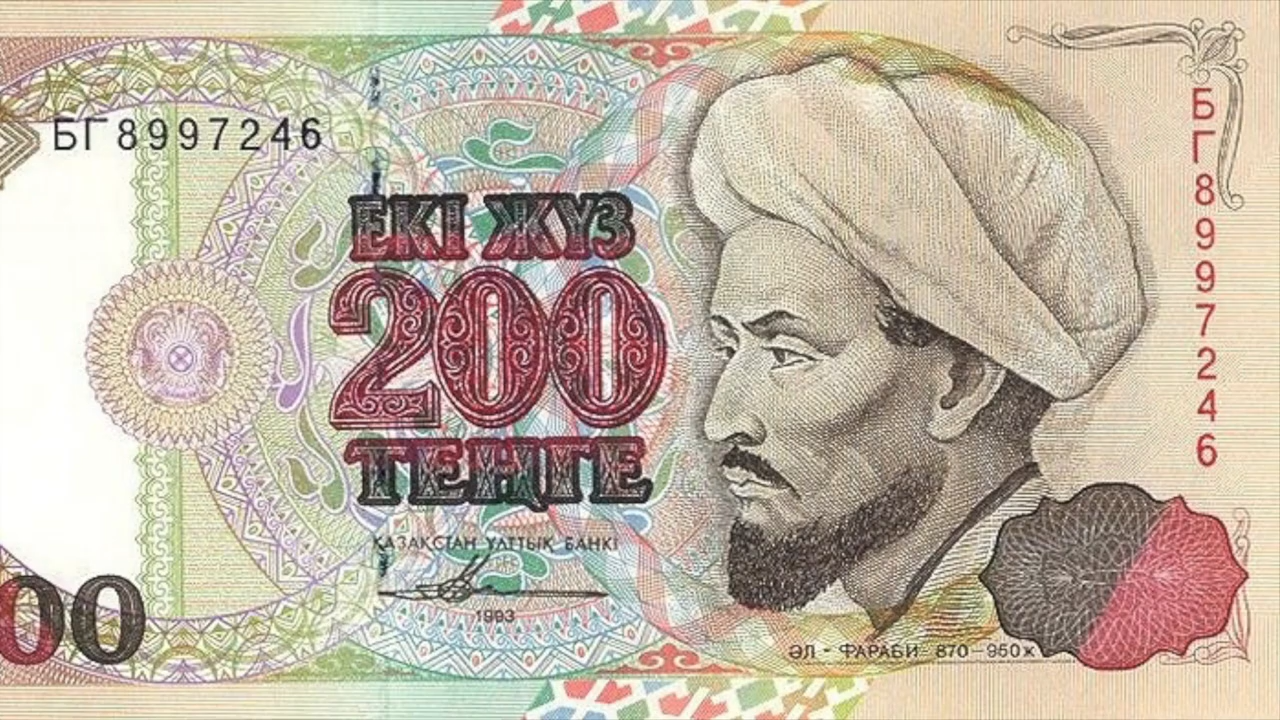 БГ8997246
БГ8997246
ЕКІ ЖҮЗ
200
ТЕҢГЕ
ҚАЗАҚСТАН ҰЛТТЫҚ БАНКІ
1993
00
ӘЛ - ФАРАБИ 870-950ж